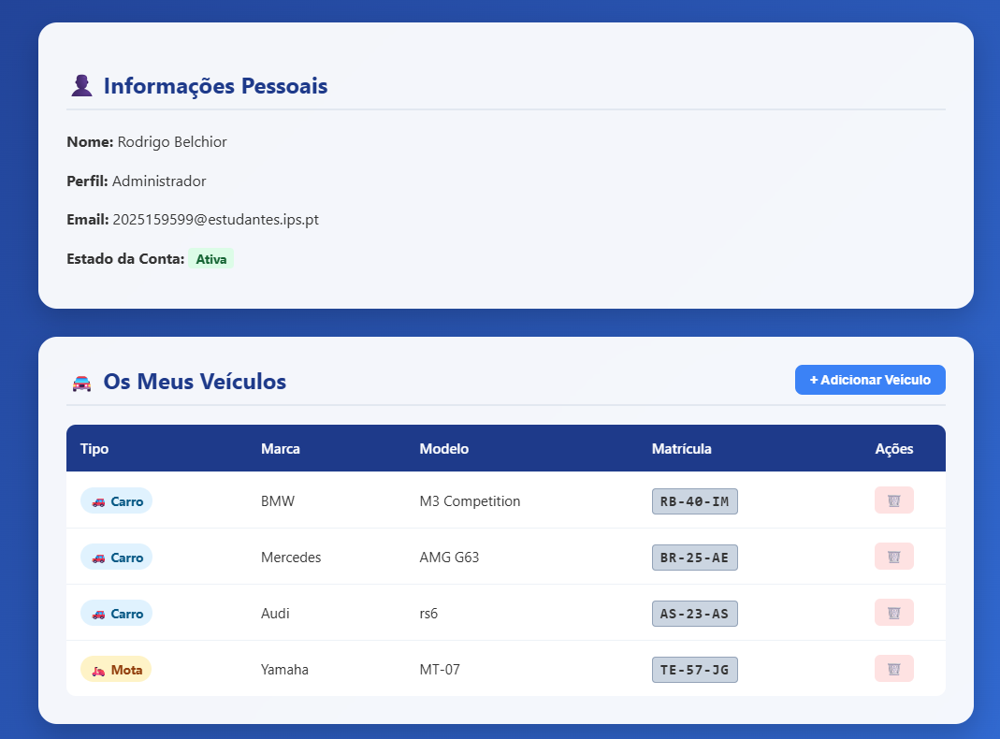 Informações Pessoais
Nome: Rodrigo Belchior
Perfil: Administrador
Email: 2025159599@estudantes.ips.pt
Estado da Conta: Ativa
Os Meus Veículos
+ Adicionar Veículo
Tipo Marca Modelo Matrícula Ações
Carro BMW M3 Competition RB-40-IM
Carro Mercedes AMG G63 BR-25-AE
Carro Audi rs6 AS-23-AS
Mota Yamaha MT-07 TE-57-JG